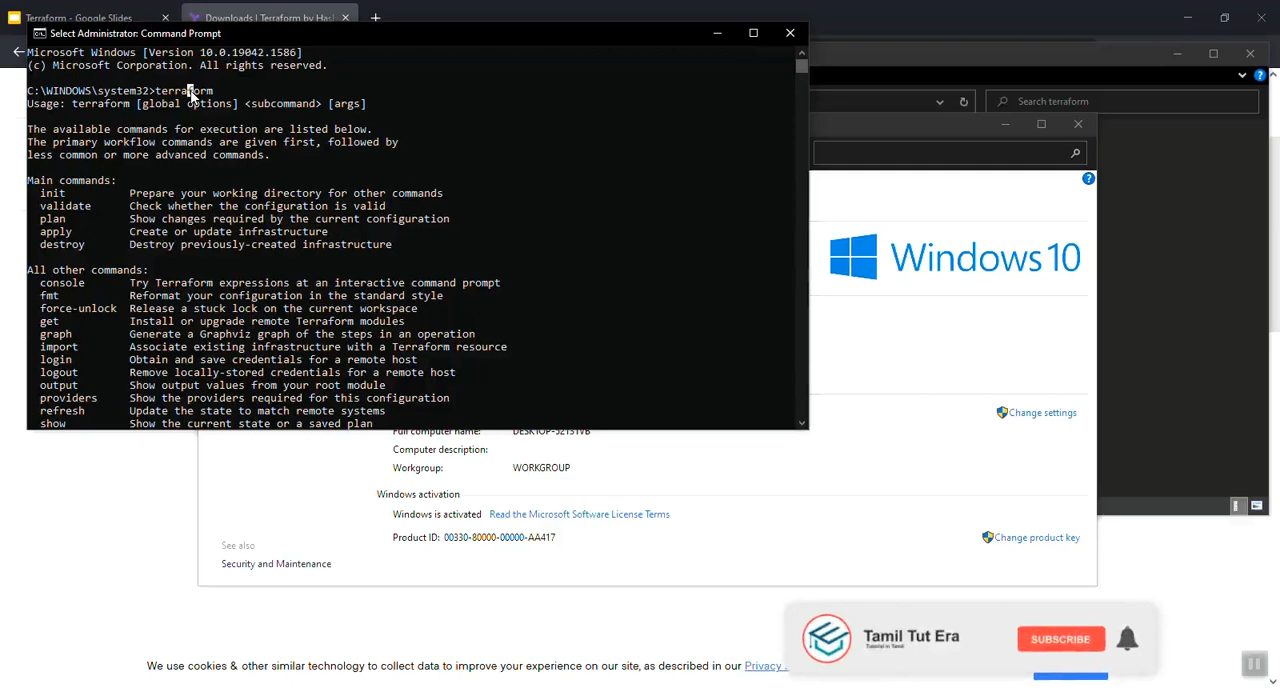 Terraform - Google Slides
Downloads | Terraform by Hash
Select Administrator: Command Prompt
Microsoft Windows [Version 10.0.19042.1586]
(c) Microsoft Corporation. All rights reserved.
C:\WINDOWS\system32>terraform
Usage: terraform [global options] <subcommand> [args]
The available commands for execution are listed below.
The primary workflow commands are given first, followed by
less common or more advanced commands.
Main commands:
init Prepare your working directory for other commands
validate Check whether the configuration is valid
plan Show changes required by the current configuration
apply Create or update infrastructure
destroy Destroy previously-created infrastructure
All other commands:
console Try Terraform expressions at an interactive command prompt
fmt Reformat your configuration in the standard style
force-unlock Release a stuck lock on the current workspace
get Install or upgrade remote Terraform modules
graph Generate a Graphviz graph of the steps in an operation
import Associate existing infrastructure with a Terraform resource
login Obtain and save credentials for a remote host
logout Remove locally-stored credentials for a remote host
output Show output values from your root module
providers Show the providers required for this configuration
refresh Update the state to match remote systems
show Show the current state or a saved plan
Search terraform
Windows 10
Change settings
Full computer name:
Computer description:
Workgroup: WORKGROUP
Windows activation
Windows is activated Read the Microsoft Software License Terms
Product ID: 00330-80000-00000-AA417
Change product key
See also
Security and Maintenance
Tamil Tut Era
Tutorial in Tamil
SUBSCRIBE
We use cookies & other similar technology to collect data to improve your experience on our site, as described in our Privacy